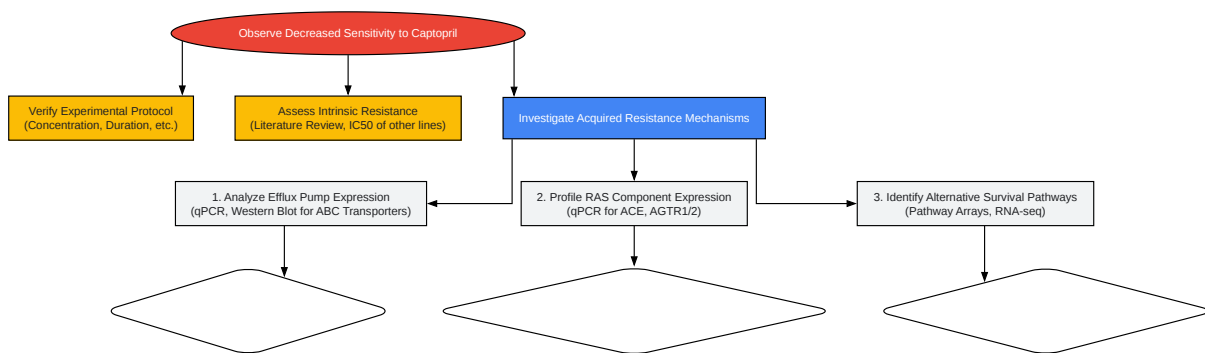 Observe Decreased Sensitivity to Captopril
Verify Experimental Protocol
(Concentration, Duration, etc.)
Assess Intrinsic Resistance
(Literature Review, IC50 of other lines)
Investigate Acquired Resistance Mechanisms
1. Analyze Efflux Pump Expression
(qPCR, Western Blot for ABC Transporters)
2. Profile RAS Component Expression
(qPCR for ACE, AGTR1/2)
3. Identify Alternative Survival Pathways
(Pathway Arrays, RNA-seq)